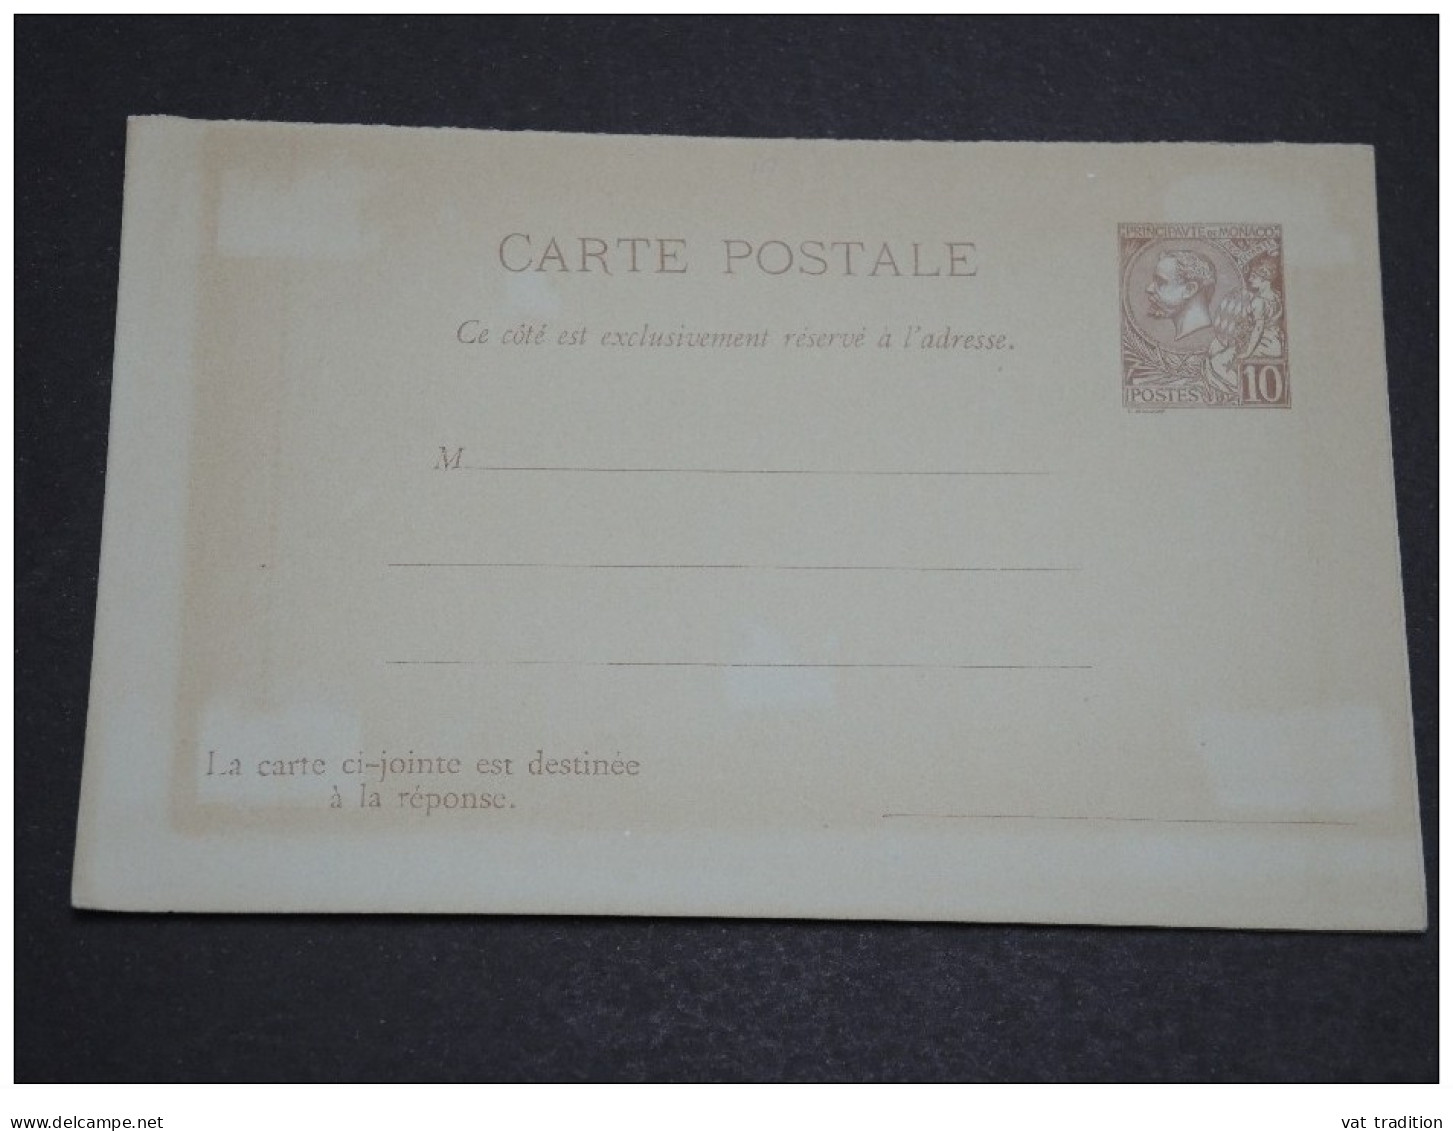 CARTE POSTALE
PRINCIPAVTE DE MONACO
Ce côté est exclusivement réservé à l'adresse.
POSTES 10
M
La carte ci-jointe est destinée
à la réponse.
www.delcampe.net
vat tradition